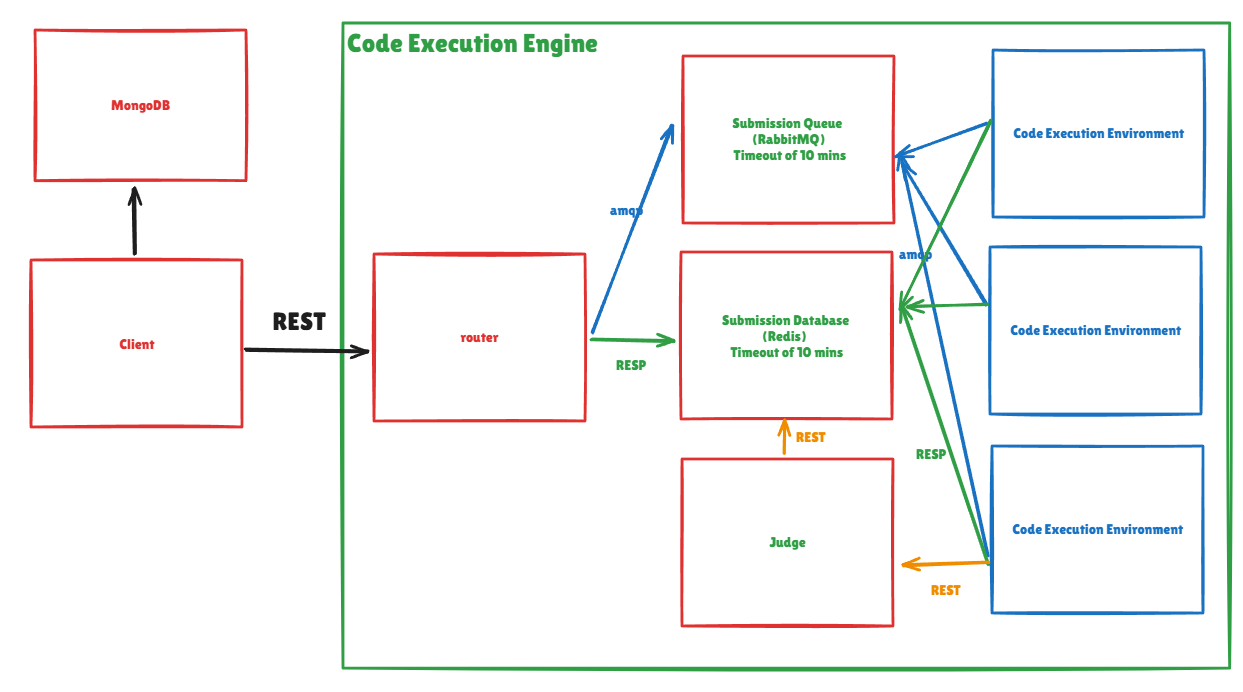 Code Execution Engine
MongoDB
Submission Queue
(RabbitMQ)
Timeout of 10 mins
Code Execution Environment
amqp
amqp
Client
REST
router
RESP
Submission Database
(Redis)
Timeout of 10 mins
Code Execution Environment
REST
RESP
Judge
Code Execution Environment
REST